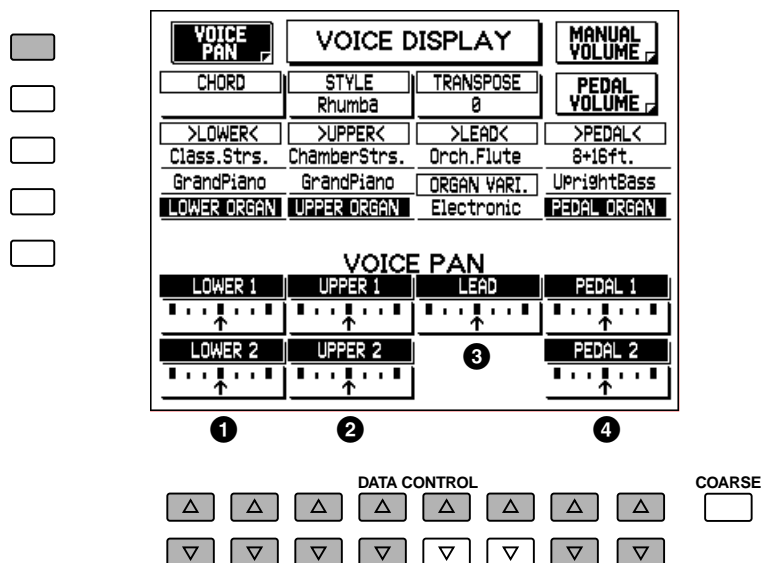 VOICE PAN VOICE DISPLAY MANUAL VOLUME
CHORD STYLE TRANSPOSE PEDAL VOLUME
Rhumba 0
>LOWER< >UPPER< >LEAD< >PEDAL<
Class.Strs. ChamberStrs. Orch.Flute 8+16ft.
GrandPiano GrandPiano ORGAN VARI. UprightBass
LOWER ORGAN UPPER ORGAN Electronic PEDAL ORGAN
VOICE PAN
LOWER 1 UPPER 1 LEAD PEDAL 1
LOWER 2 UPPER 2 3 PEDAL 2
1 2 4
DATA CONTROL COARSE